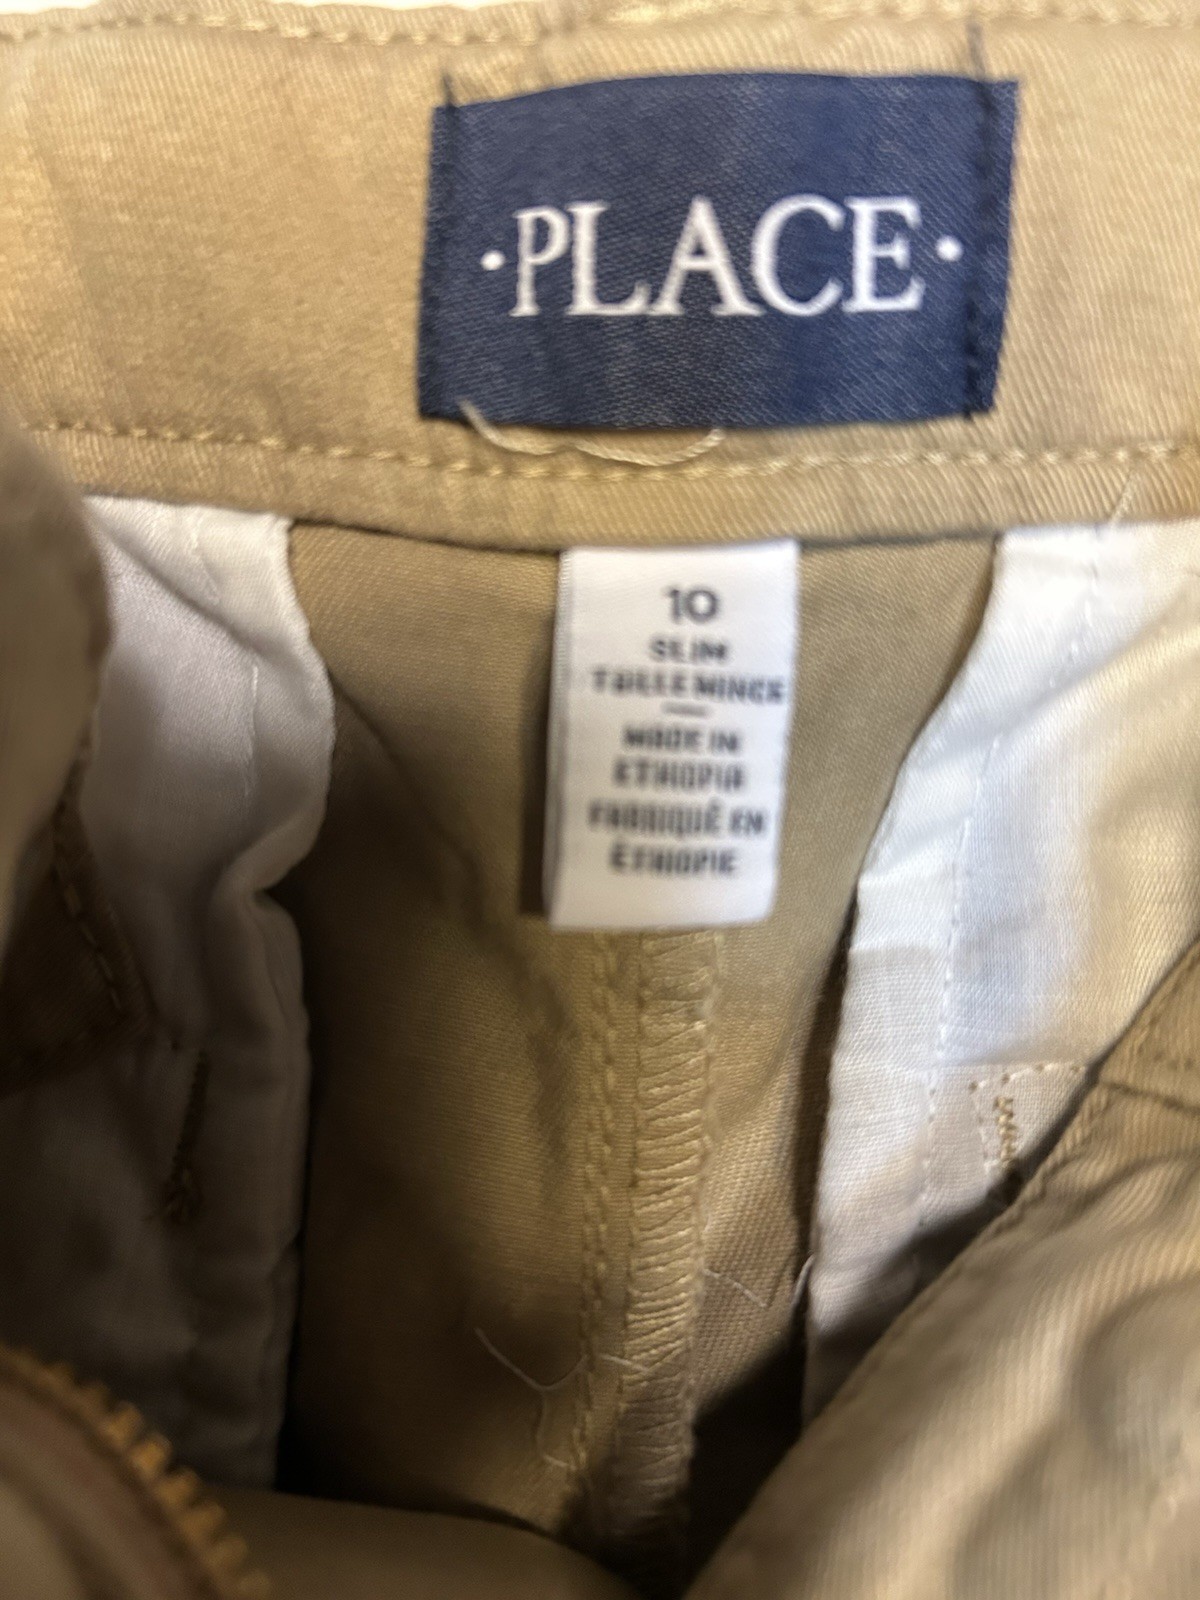 ·PLACE·
10
SLIM
TAILLE MINCE
—
MADE IN
ETHIOPIA
FABRIQUÉ EN
ÉTHIOPIE